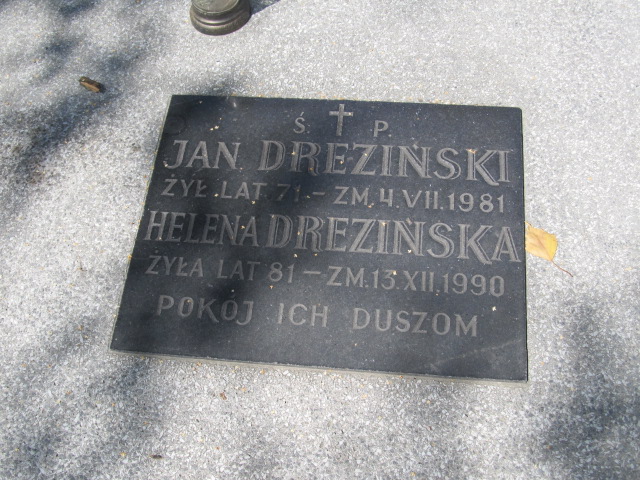 Ś † P.
JAN DREZIŃSKI
ŻYŁ LAT 71 – ZM. 4.VII.1981
HELENA DREZIŃSKA
ŻYŁA LAT 81 – ZM. 13.XII.1990
POKÓJ ICH DUSZOM